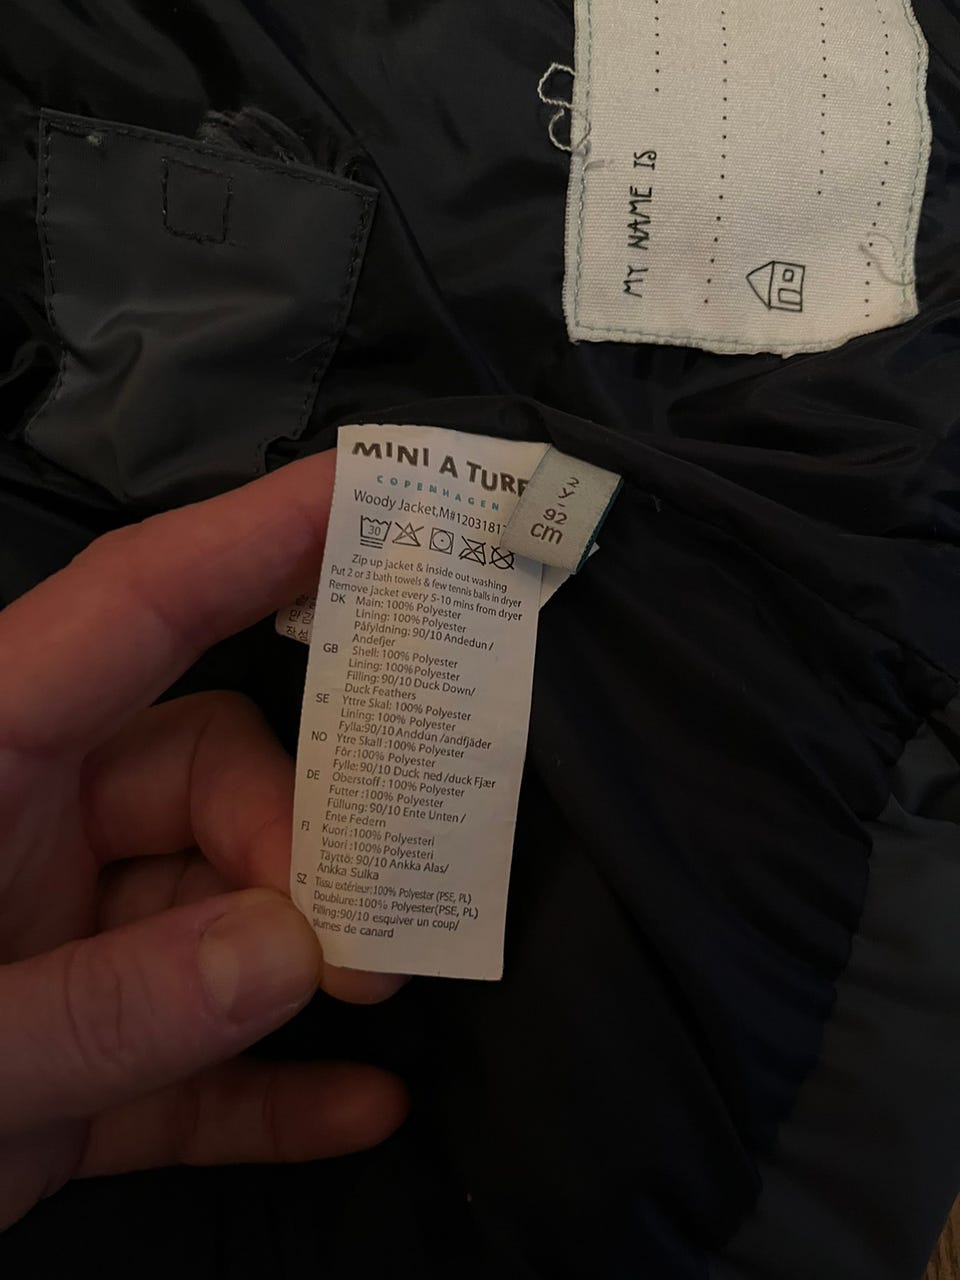 MY NAME IS
MINI A TURE
COPENHAGEN
2
Y-
92
cm
Woody Jacket,M#1203181
30
Zip up jacket & inside out washing
Put 2 or 3 bath towels & few tennis balls in dryer
Remove jacket every 5-10 mins from dryer
DK Main: 100% Polyester
Lining: 100% Polyester
Påfyldning: 90/10 Andedun /
Andefjer
GB Shell: 100% Polyester
Lining: 100%Polyester
Filling: 90/10 Duck Down/
Duck Feathers
SE Yttre Skal: 100% Polyester
Lining: 100% Polyester
Fylla:90/10 Anddun /andfjäder
NO Ytre Skall :100% Polyester
Fôr :100% Polyester
Fylle: 90/10 Duck ned /duck Fjær
DE Oberstoff : 100% Polyester
Futter :100% Polyester
Füllung: 90/10 Ente Unten /
Ente Federn
FI Kuori :100% Polyesteri
Vuori :100% Polyesteri
Täyttö: 90/10 Ankka Alas/
Ankka Sulka
SZ Tissu extérieur:100% Polyester (PSE, PL)
Doublure:100% Polyester(PSE, PL)
Filling:90/10 esquiver un coup/
plumes de canard